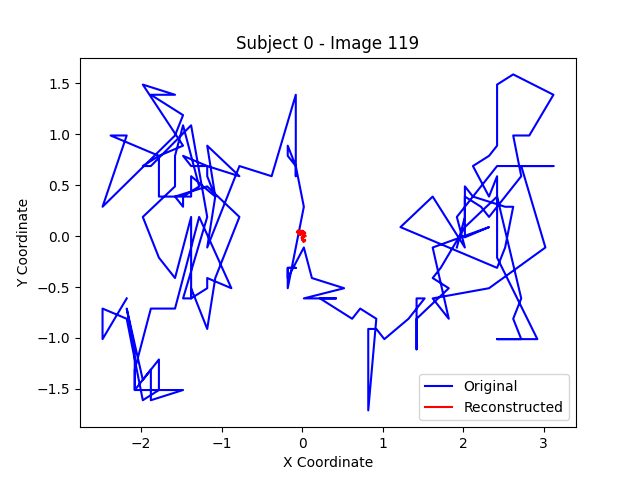 Subject 0 - Image 119
1.5
1.0
0.5
0.0
−0.5
−1.0
−1.5
Y Coordinate
−2
−1
0
1
2
3
X Coordinate
Original
Reconstructed